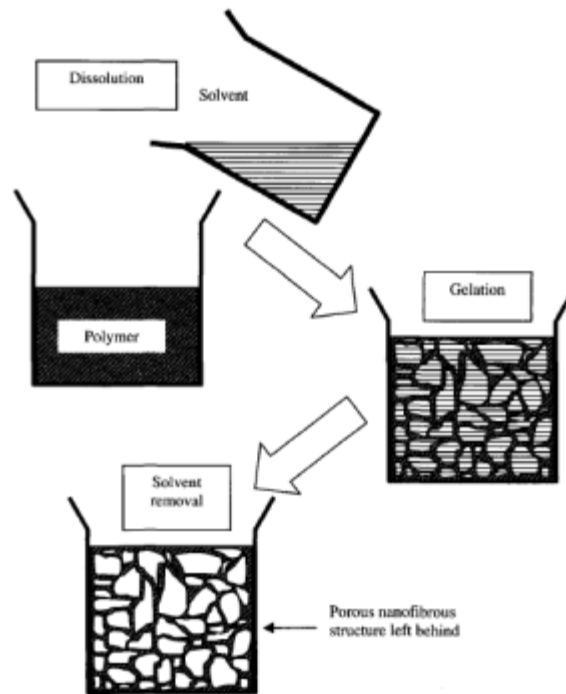 Dissolution
Solvent
Polymer
Gelation
Solvent
removal
Porous nanofibrous
structure left behind